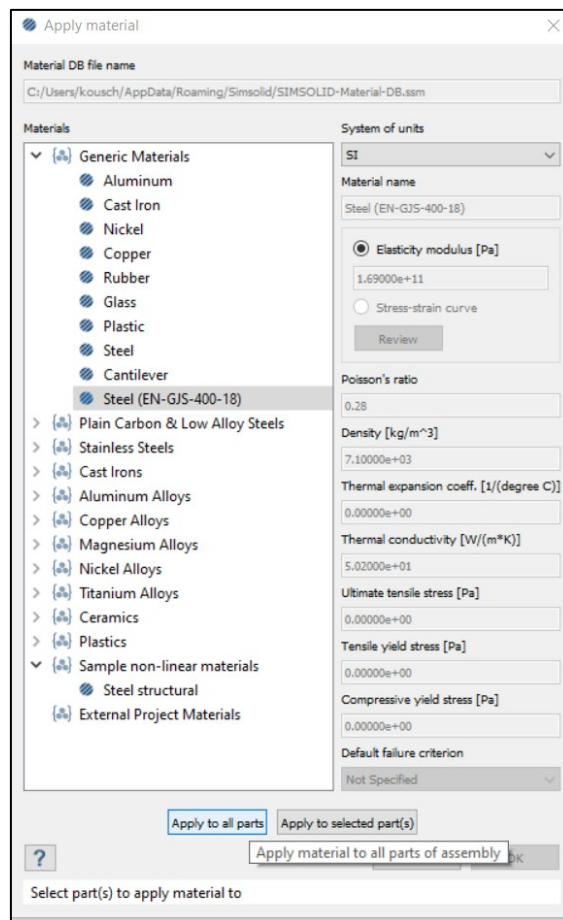 Apply material
Material DB file name
C:/Users/kousch/AppData/Roaming/Simsolid/SIMSOLID-Material-DB.ssm
Materials
Generic Materials
Aluminum
Cast Iron
Nickel
Copper
Rubber
Glass
Plastic
Steel
Cantilever
Steel (EN-GJS-400-18)
Plain Carbon & Low Alloy Steels
Stainless Steels
Cast Irons
Aluminum Alloys
Copper Alloys
Magnesium Alloys
Nickel Alloys
Titanium Alloys
Ceramics
Plastics
Sample non-linear materials
Steel structural
External Project Materials
System of units
SI
Material name
Steel (EN-GJS-400-18)
Elasticity modulus [Pa]
1.69000e+11
Stress-strain curve
Review
Poisson's ratio
0.28
Density [kg/m^3]
7.10000e+03
Thermal expansion coeff. [1/(degree C)]
0.00000e+00
Thermal conductivity [W/(m*K)]
5.02000e+01
Ultimate tensile stress [Pa]
0.00000e+00
Tensile yield stress [Pa]
0.00000e+00
Compressive yield stress [Pa]
0.00000e+00
Default failure criterion
Not Specified
Apply to all parts
Apply to selected part(s)
?
Apply material to all parts of assembly
Select part(s) to apply material to